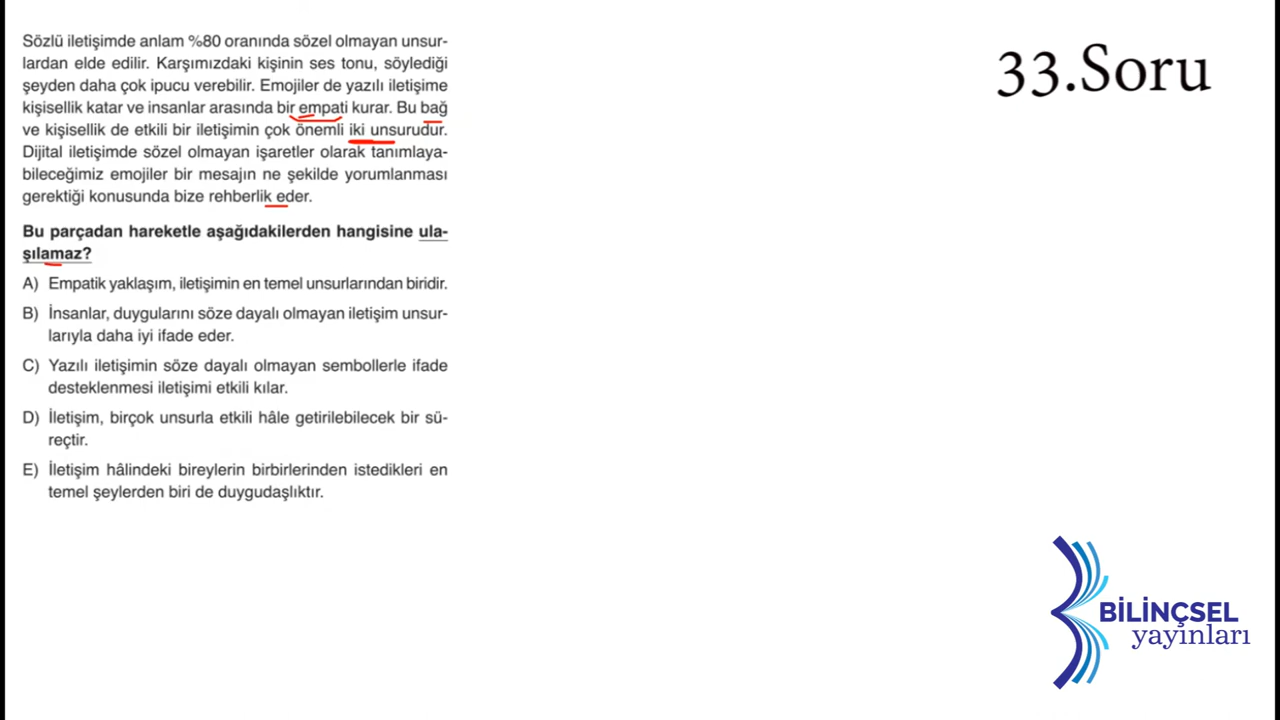 Sözlü iletişimde anlam %80 oranında sözel olmayan unsur-
lardan elde edilir. Karşımızdaki kişinin ses tonu, söylediği
şeyden daha çok ipucu verebilir. Emojiler de yazılı iletişime
kişisellik katar ve insanlar arasında bir empati kurar. Bu bağ
ve kişisellik de etkili bir iletişimin çok önemli iki unsurudur.
Dijital iletişimde sözel olmayan işaretler olarak tanımlaya-
bileceğimiz emojiler bir mesajın ne şekilde yorumlanması
gerektiği konusunda bize rehberlik eder.
Bu parçadan hareketle aşağıdakilerden hangisine ula-
şılamaz?
A) Empatik yaklaşım, iletişimin en temel unsurlarından biridir.
B) İnsanlar, duygularını söze dayalı olmayan iletişim unsur-
larıyla daha iyi ifade eder.
C) Yazılı iletişimin söze dayalı olmayan sembollerle ifade
desteklenmesi iletişimi etkili kılar.
D) İletişim, birçok unsurla etkili hâle getirilebilecek bir sü-
reçtir.
E) İletişim hâlindeki bireylerin birbirlerinden istedikleri en
temel şeylerden biri de duygudaşlıktır.
33.Soru
BİLİNÇSEL
yayınları